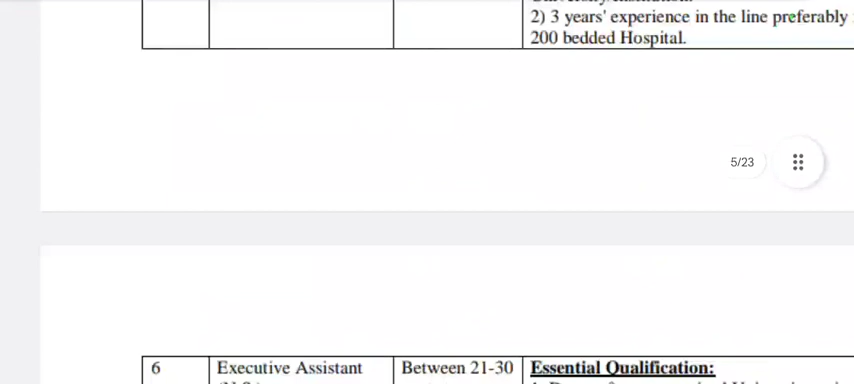 2) 3 years' experience in the line preferably
200 bedded Hospital.
5/23
6 Executive Assistant Between 21-30 Essential Qualification: